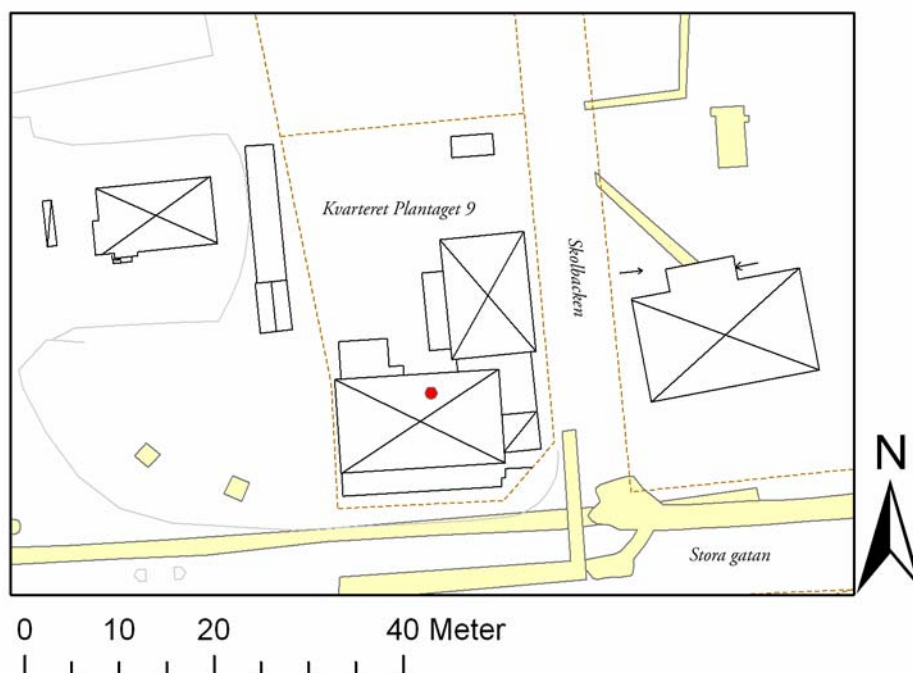 Kvarteret Plantaget 9
Skolbacken
Stora gatan
N
0 10 20 40 Meter